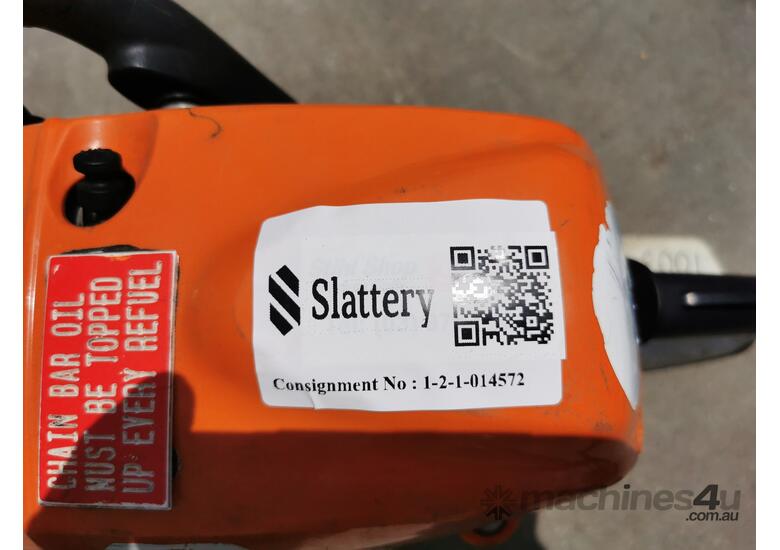 CHAIN BAR OIL
MUST BE TOPPED
UP EVERY REFUEL
Slattery
Consignment No : 1-2-1-014572
machines4u
.com.au